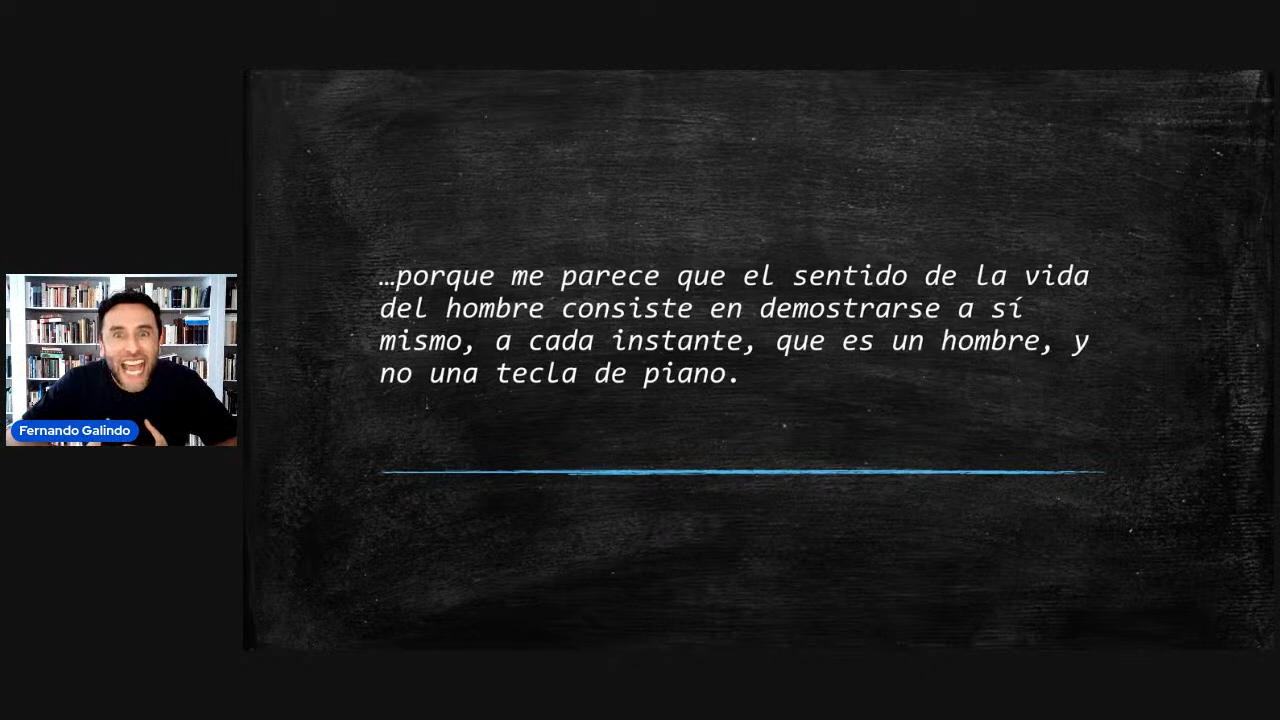 …porque me parece que el sentido de la vida
del hombre consiste en demostrarse a sí
mismo, a cada instante, que es un hombre, y
no una tecla de piano.
Fernando Galindo